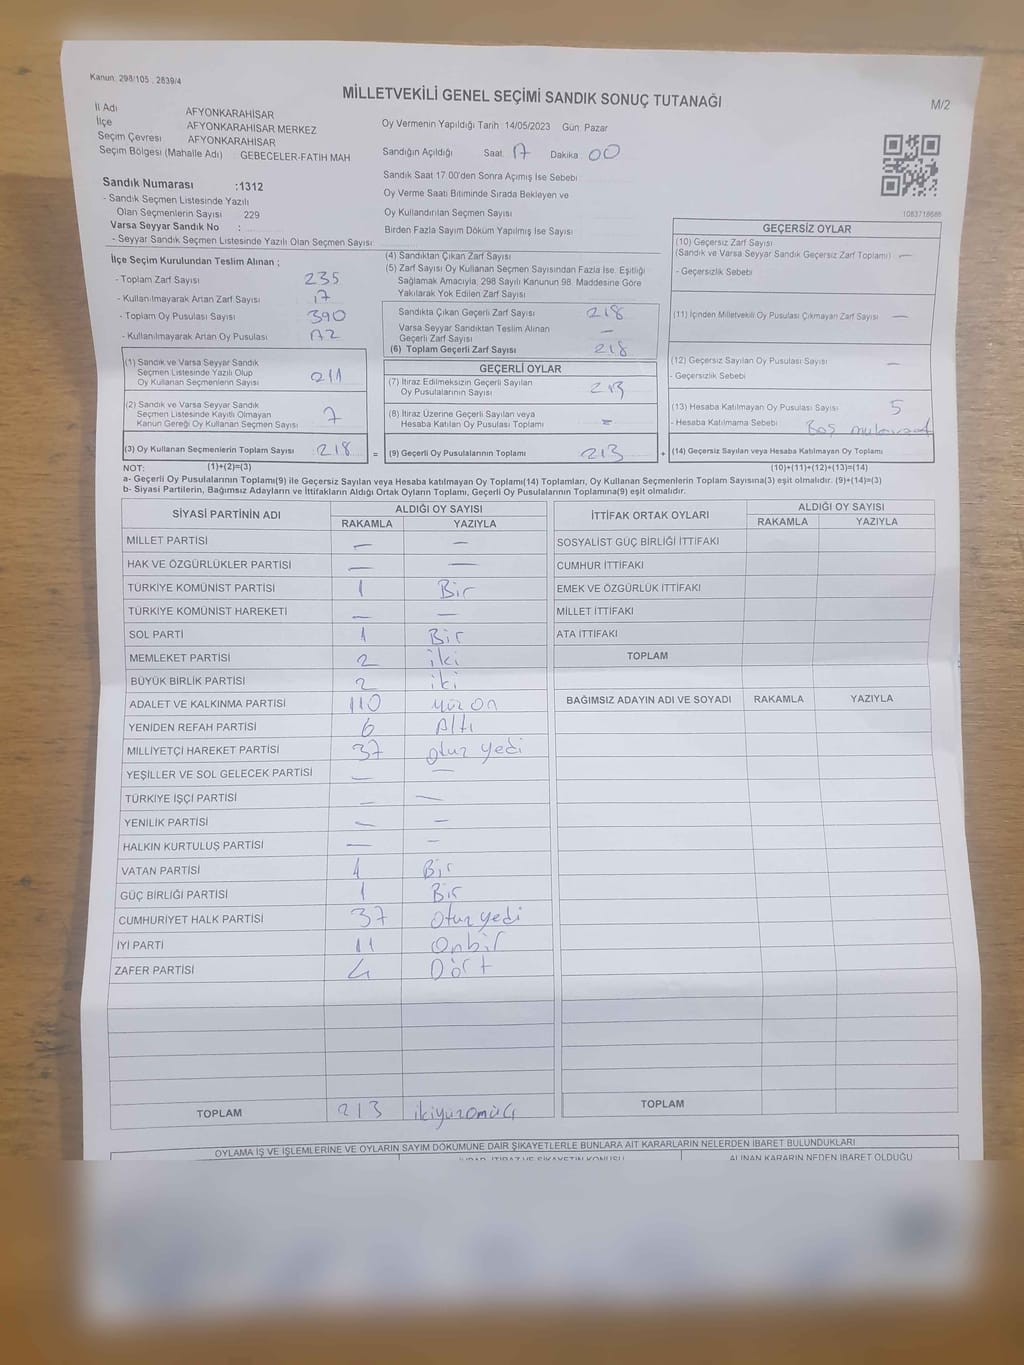 Kanun: 298/105 ; 2839/4
MİLLETVEKİLİ GENEL SEÇİMİ SANDIK SONUÇ TUTANAĞI
M/2
İl Adı AFYONKARAHİSAR
İlçe AFYONKARAHİSAR MERKEZ
Seçim Çevresi AFYONKARAHİSAR
Seçim Bölgesi (Mahalle Adı) : GEBECELER-FATİH MAH
Oy Vermenin Yapıldığı Tarih 14/05/2023 Gün: Pazar
Sandığın Açıldığı Saat 17 Dakika 00
Sandık Saat 17.00'den Sonra Açımış İse Sebebi
Oy Verme Saati Bitiminde Sırada Bekleyen ve
Oy Kullandırılan Seçmen Sayısı
Birden Fazla Sayım Döküm Yapılmış İse Sayısı
1083718686
Sandık Numarası :1312
- Sandık Seçmen Listesinde Yazılı
Olan Seçmenlerin Sayısı 229
Varsa Seyyar Sandık No :
- Seyyar Sandık Seçmen Listesinde Yazılı Olan Seçmen Sayısı:
İlçe Seçim Kurulundan Teslim Alınan ;
- Toplam Zarf Sayısı 235
- Kullanılmayarak Artan Zarf Sayısı 17
- Toplam Oy Pusulası Sayısı 390
- Kullanılmayarak Artan Oy Pusulası 172
(1) Sandık ve Varsa Seyyar Sandık
Seçmen Listesinde Yazılı Olup
Oy Kullanan Seçmenlerin Sayısı 211
(2) Sandık ve Varsa Seyyar Sandık
Seçmen Listesinde Kayıtlı Olmayan
Kanun Gereği Oy Kullanan Seçmen Sayısı 7
(3) Oy Kullanan Seçmenlerin Toplam Sayısı 218 =
(1)+(2)=(3)
(4) Sandıktan Çıkan Zarf Sayısı
(5) Zarf Sayısı Oy Kullanan Seçmen Sayısından Fazla İse, Eşitliği
Sağlamak Amacıyla; 298 Sayılı Kanunun 98. Maddesine Göre
Yakılarak Yok Edilen Zarf Sayısı
Sandıkta Çıkan Geçerli Zarf Sayısı 218
Varsa Seyyar Sandıktan Teslim Alınan
Geçerli Zarf Sayısı —
(6) Toplam Geçerli Zarf Sayısı 218
GEÇERLİ OYLAR
(7) İtiraz Edilmeksizin Geçerli Sayılan
Oy Pusulalarının Sayısı 213
(8) İtiraz Üzerine Geçerli Sayılan veya
Hesaba Katılan Oy Pusulası Toplamı =
(9) Geçerli Oy Pusulalarının Toplamı 213 +
GEÇERSİZ OYLAR
(10) Geçersiz Zarf Sayısı
(Sandık ve Varsa Seyyar Sandık Geçersiz Zarf Toplamı) —
- Geçersizlik Sebebi
(11) İçinden Milletvekili Oy Pusulası Çıkmayan Zarf Sayısı —
(12) Geçersiz Sayılan Oy Pusulası Sayısı —
- Geçersizlik Sebebi
(13) Hesaba Katılmayan Oy Pusulası Sayısı 5
- Hesaba Katılmama Sebebi Boş
(14) Geçersiz Sayılan veya Hesaba Katılmayan Oy Toplamı
(10)+(11)+(12)+(13)=(14)
NOT:
a- Geçerli Oy Pusulalarının Toplamı(9) ile Geçersiz Sayılan veya Hesaba katılmayan Oy Toplamı(14) Toplamları, Oy Kullanan Seçmenlerin Toplam Sayısına(3) eşit olmalıdır. (9)+(14)=(3)
b- Siyasi Partilerin, Bağımsız Adayların ve İttifakların Aldığı Ortak Oyların Toplamı, Geçerli Oy Pusulalarının Toplamına(9) eşit olmalıdır.
SİYASİ PARTİNİN ADI ALDIĞI OY SAYISI
RAKAMLA YAZIYLA
MİLLET PARTİSİ — —
HAK VE ÖZGÜRLÜKLER PARTİSİ — —
TÜRKİYE KOMÜNİST PARTİSİ 1 Bir
TÜRKİYE KOMÜNİST HAREKETİ — —
SOL PARTİ 1 Bir
MEMLEKET PARTİSİ 2 iki
BÜYÜK BİRLİK PARTİSİ 2 iki
ADALET VE KALKINMA PARTİSİ 110 Yüz On
YENİDEN REFAH PARTİSİ 6 Altı
MİLLİYETÇİ HAREKET PARTİSİ 37 otuz yedi
YEŞİLLER VE SOL GELECEK PARTİSİ — —
TÜRKİYE İŞÇİ PARTİSİ — —
YENİLİK PARTİSİ — —
HALKIN KURTULUŞ PARTİSİ — —
VATAN PARTİSİ 1 Bir
GÜÇ BİRLİĞİ PARTİSİ 1 Bir
CUMHURİYET HALK PARTİSİ 37 otuz yedi
İYİ PARTİ 11 Onbir
ZAFER PARTİSİ 4 Dört
TOPLAM 213 ikiyüzonüç
İTTİFAK ORTAK OYLARI ALDIĞI OY SAYISI
RAKAMLA YAZIYLA
SOSYALİST GÜÇ BİRLİĞİ İTTİFAKI
CUMHUR İTTİFAKI
EMEK VE ÖZGÜRLÜK İTTİFAKI
MİLLET İTTİFAKI
ATA İTTİFAKI
TOPLAM
BAĞIMSIZ ADAYIN ADI VE SOYADI RAKAMLA YAZIYLA
TOPLAM
OYLAMA İŞ VE İŞLEMLERİNE VE OYLARIN SAYIM DÖKÜMÜNE DAİR ŞİKAYETLERLE BUNLARA AİT KARARLARIN NELERDEN İBARET BULUNDUKLARI
ALINAN KARARIN NEDEN İBARET OLDUĞU